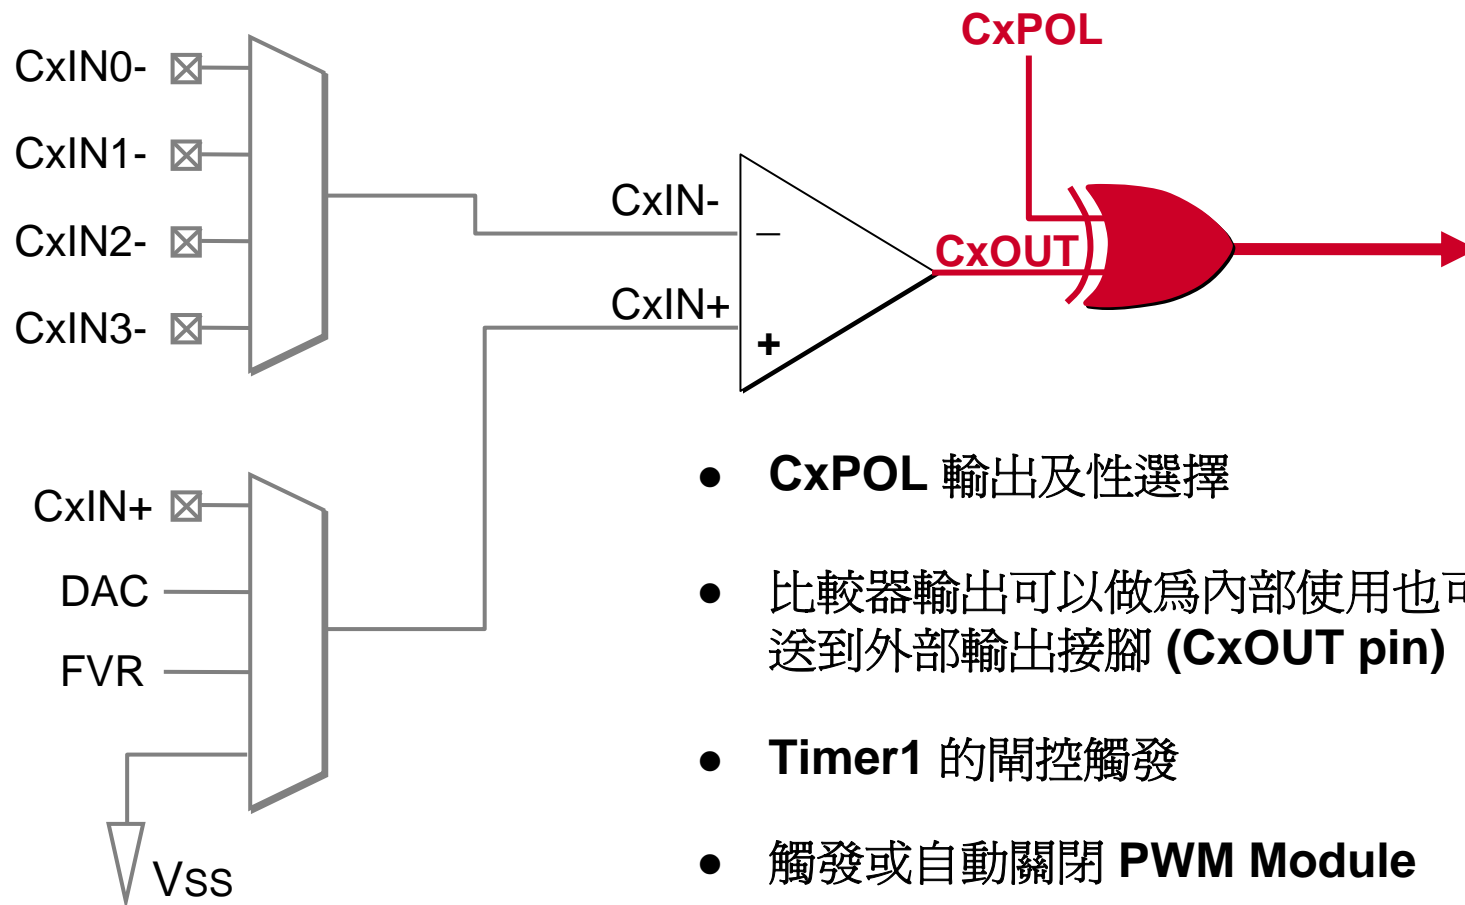 CxPOL
CxIN0-
CxIN1-
CxIN2-
CxIN3-
CxIN-
CxIN+
–
+
CxOUT
CxIN+
DAC
FVR
Vss
● CxPOL 輸出及性選擇
● 比較器輸出可以做為內部使用也可
送到外部輸出接腳 (CxOUT pin)
● Timer1 的閘控觸發
● 觸發或自動關閉 PWM Module